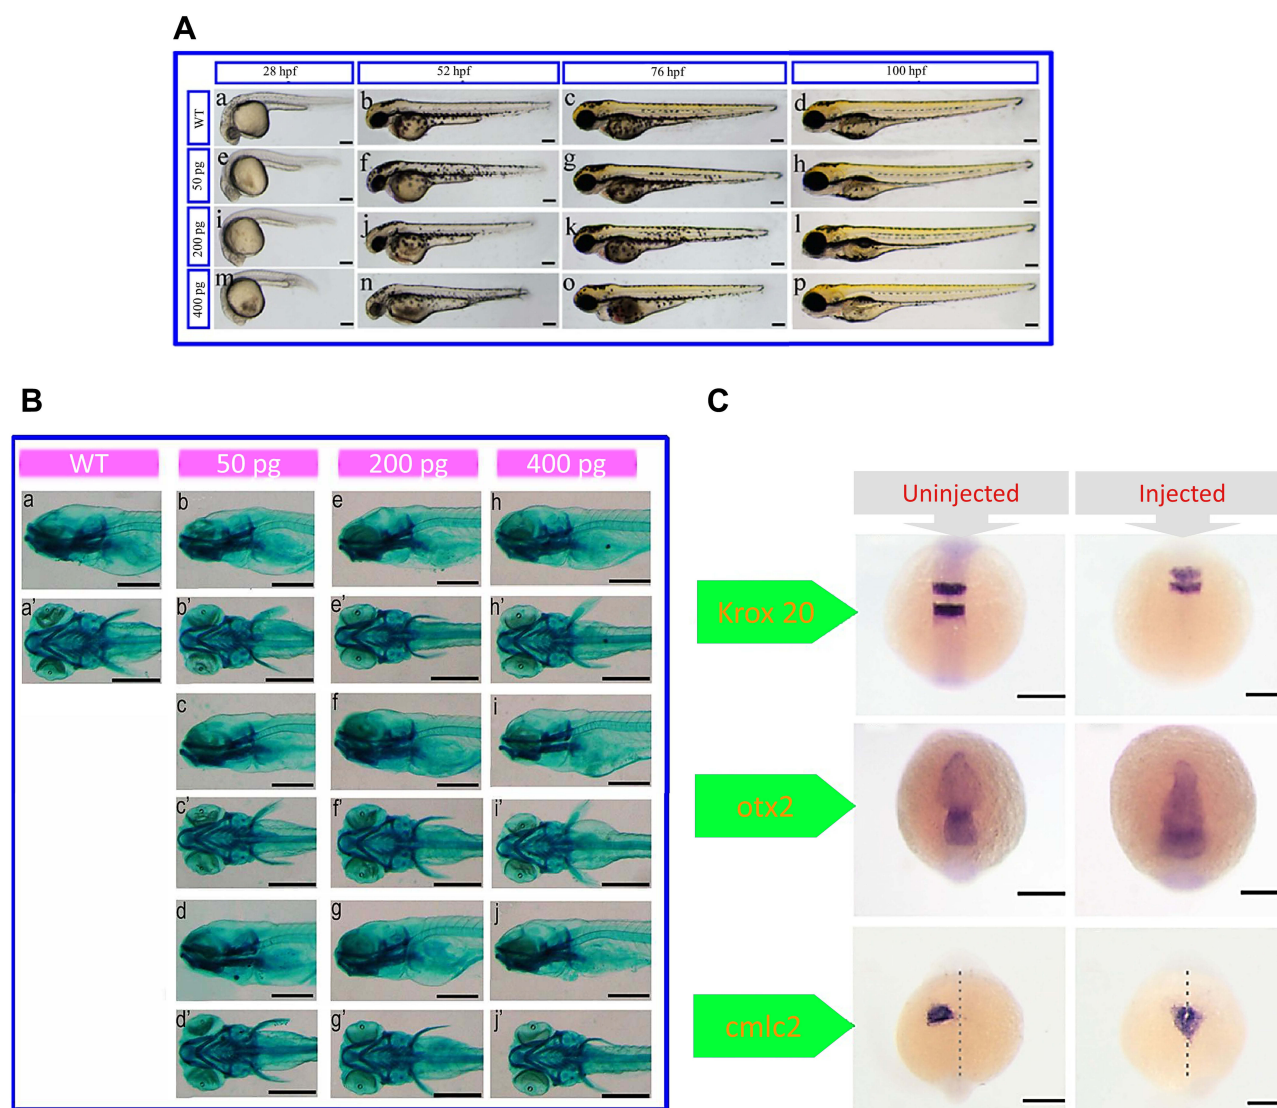 A
28 hpf
52 hpf
76 hpf
100 hpf
WT
a
b
c
d
50 pg
e
f
g
h
200 pg
i
j
k
l
400 pg
m
n
o
p
B
WT
50 pg
200 pg
400 pg
a
b
e
h
a'
b'
e'
h'
c
f
i
c'
f'
i'
d
g
j
d'
g'
j'
C
Uninjected
Injected
Krox 20
otx2
cmlc2